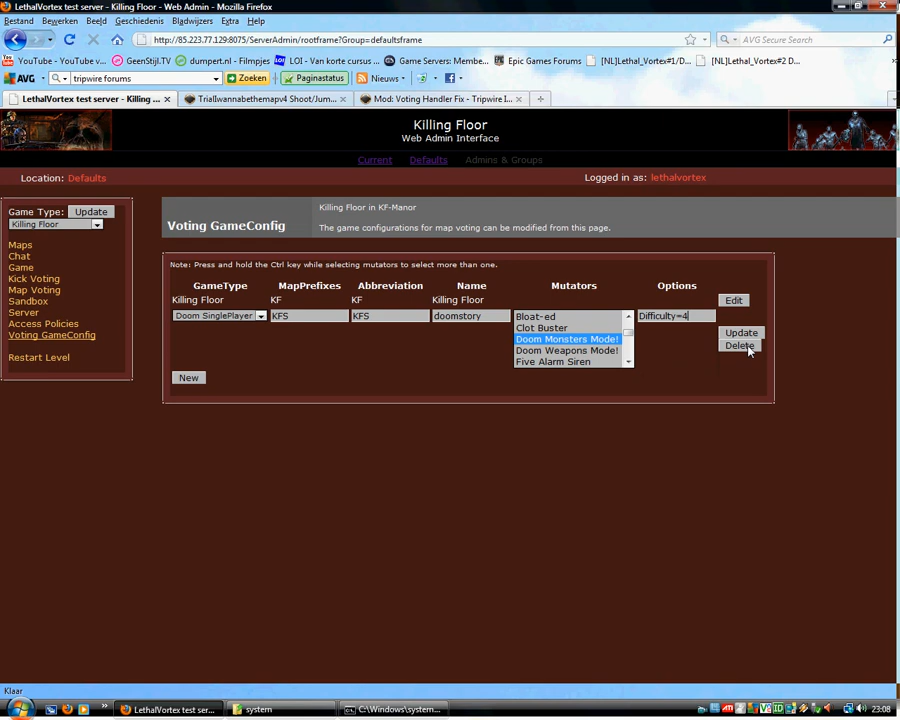 LethalVortex test server - Killing Floor - Web Admin - Mozilla Firefox
Bestand Bewerken Beeld Geschiedenis Bladwijzers Extra Help
http://85.223.77.129:8075/ServerAdmin/rootframe?Group=defaultsframe
AVG Secure Search
YouTube - YouTube GeenStijl.TV dumpert.nl - Filmpjes LOI - Van korte cursus ... Game Servers: Membe... Epic Games Forums [NL]Lethal_Vortex#1/D... [NL]Lethal_Vortex#2 D...
AVG tripwire forums Zoeken Paginastatus Nieuws
LethalVortex test server - Killing ... TrialIwannabethemapv4 Shoot/Jum... Mod: Voting Handler Fix - Tripwire I...
Killing Floor
Web Admin Interface
Current Defaults Admins & Groups
Location: Defaults Logged in as: lethalvortex
Game Type: Update
Killing Floor
Maps
Chat
Game
Kick Voting
Map Voting
Sandbox
Server
Access Policies
Voting GameConfig
Restart Level
Killing Floor in KF-Manor
Voting GameConfig
The game configurations for map voting can be modified from this page.
Note: Press and hold the Ctrl key while selecting mutators to select more than one.
GameType MapPrefixes Abbreviation Name Mutators Options
Killing Floor KF KF Killing Floor Edit
Doom SinglePlayer KFS KFS doomstory Bloat-ed Difficulty=4
Clot Buster
Doom Monsters Mode!
Doom Weapons Mode!
Five Alarm Siren
Update
Delete
New
Klaar
LethalVortex test ser... system C:\Windows\system... 23:08